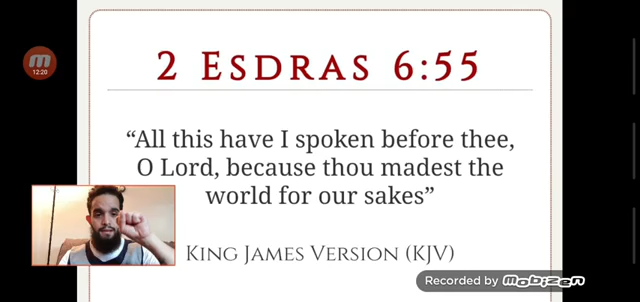 2 ESDRAS 6:55
12:20
“All this have I spoken before thee,
O Lord, because thou madest the
world for our sakes”
KING JAMES VERSION (KJV)
Recorded by mobizen